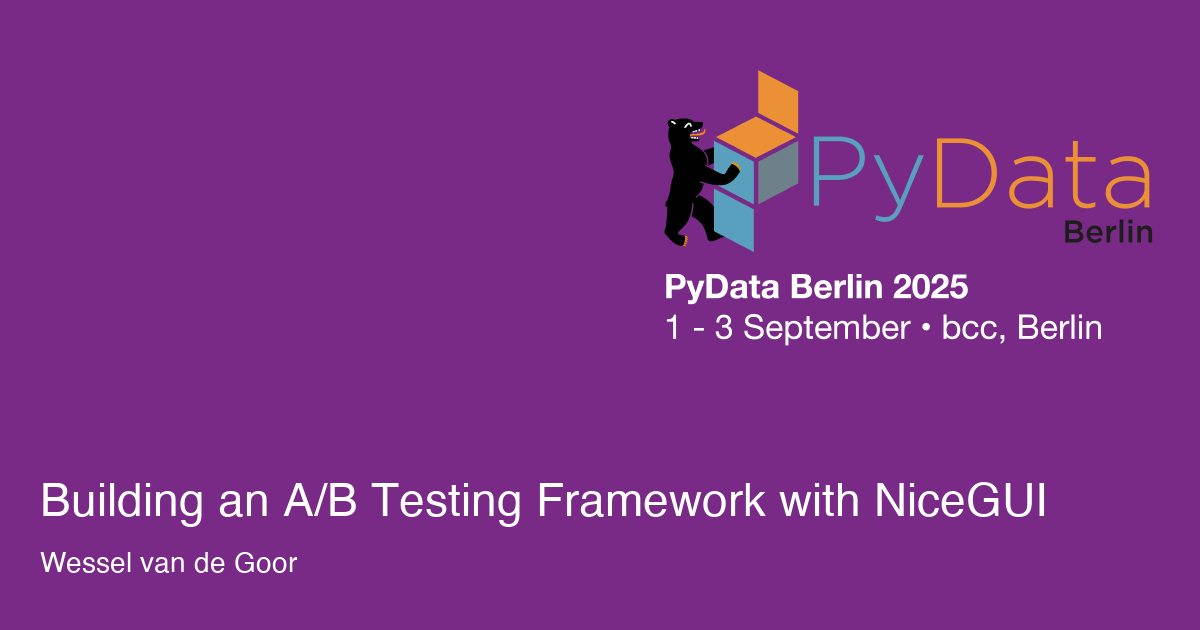 PyData
Berlin
PyData Berlin 2025
1 - 3 September • bcc, Berlin
Building an A/B Testing Framework with NiceGUI
Wessel van de Goor